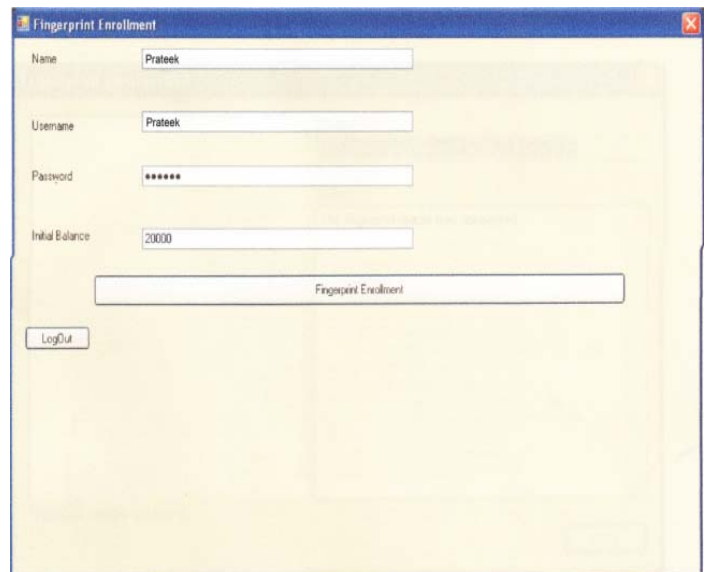 Fingerprint Enrollment
Name Prateek
Username Prateek
Password ••••••
Initial Balance 20000
Fingerprint Enrollment
LogOut